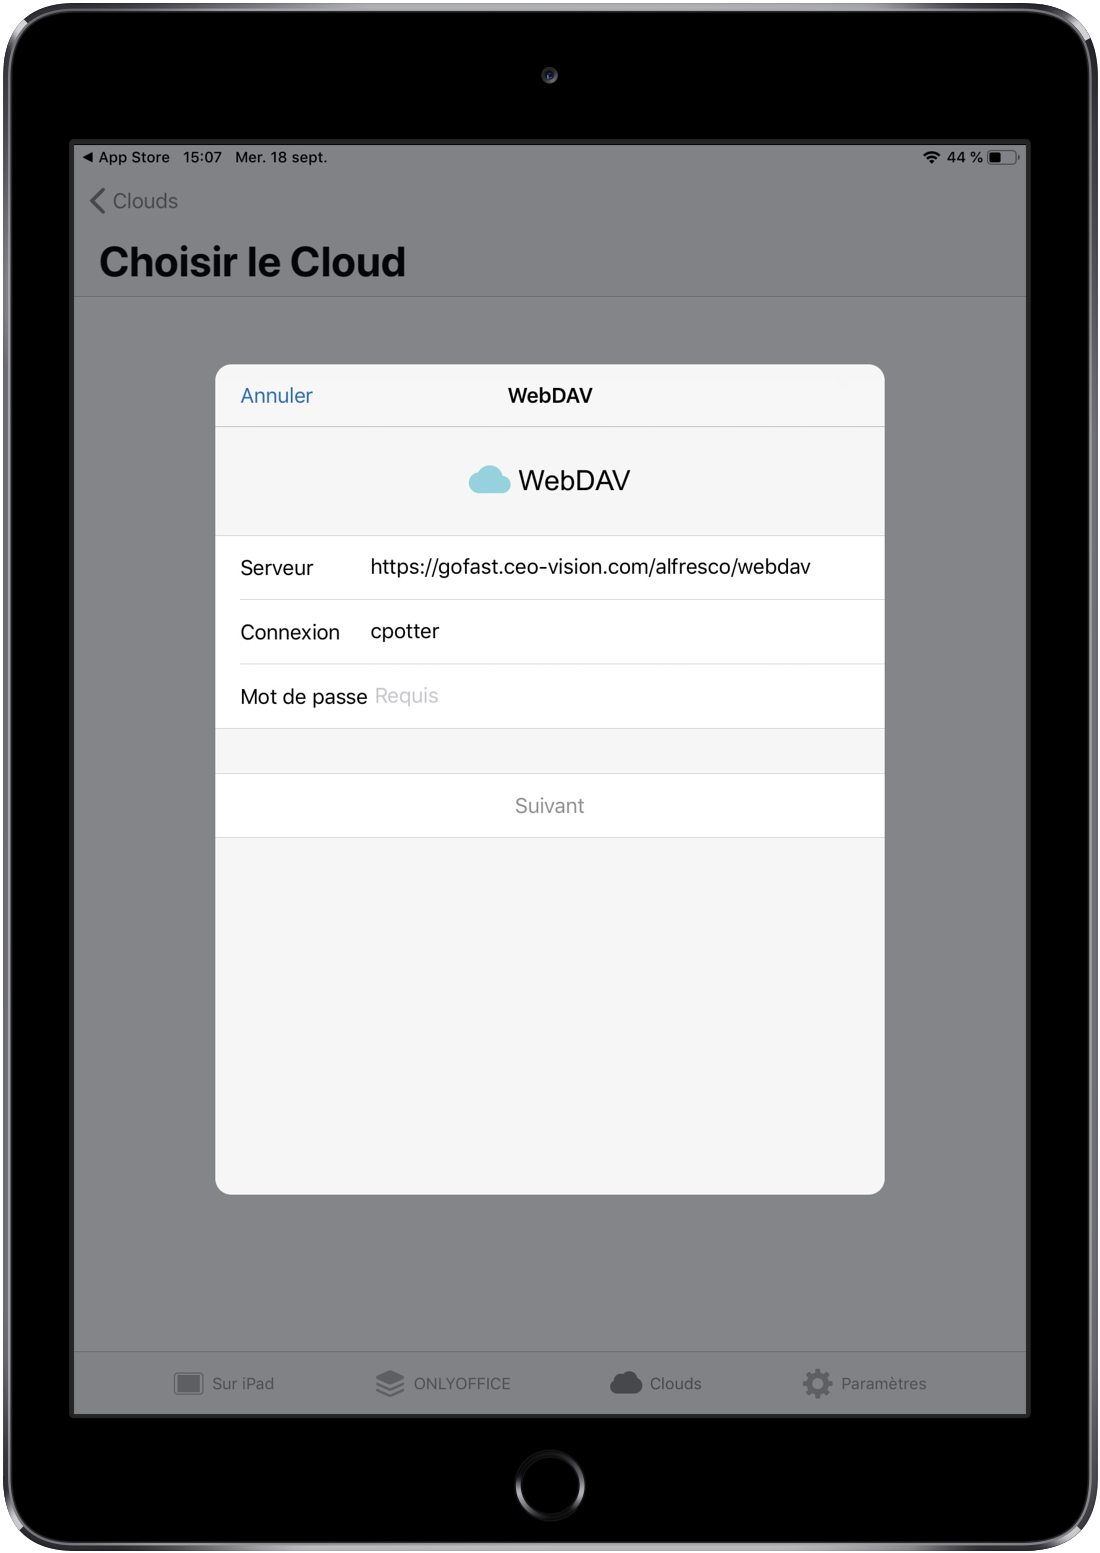 ◀ App Store 15:07 Mer. 18 sept. 44 %
Clouds
Choisir le Cloud
Annuler WebDAV
WebDAV
Serveur https://gofast.ceo-vision.com/alfresco/webdav
Connexion cpotter
Mot de passe Requis
Suivant
Sur iPad ONLYOFFICE Clouds Paramètres